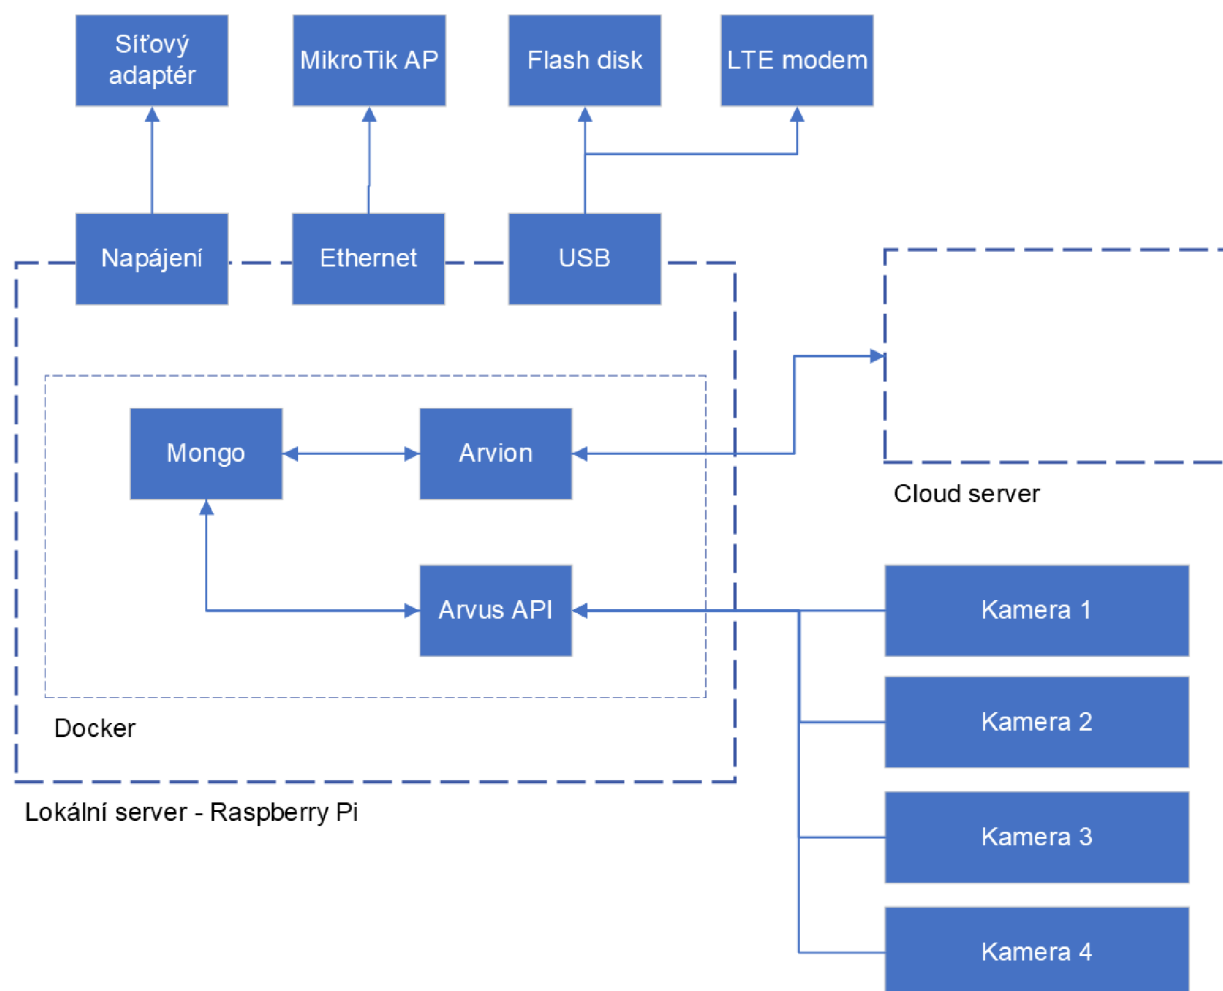 Síťový
adaptér
MikroTik AP
Flash disk
LTE modem
Napájení
Ethernet
USB
Mongo
Arvion
Cloud server
Arvus API
Kamera 1
Kamera 2
Docker
Lokální server - Raspberry Pi
Kamera 3
Kamera 4